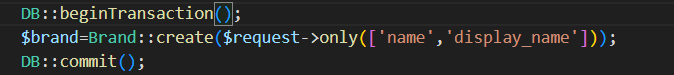 DB::beginTransaction();
$brand=Brand::create($request->only(['name','display_name']));
DB::commit();